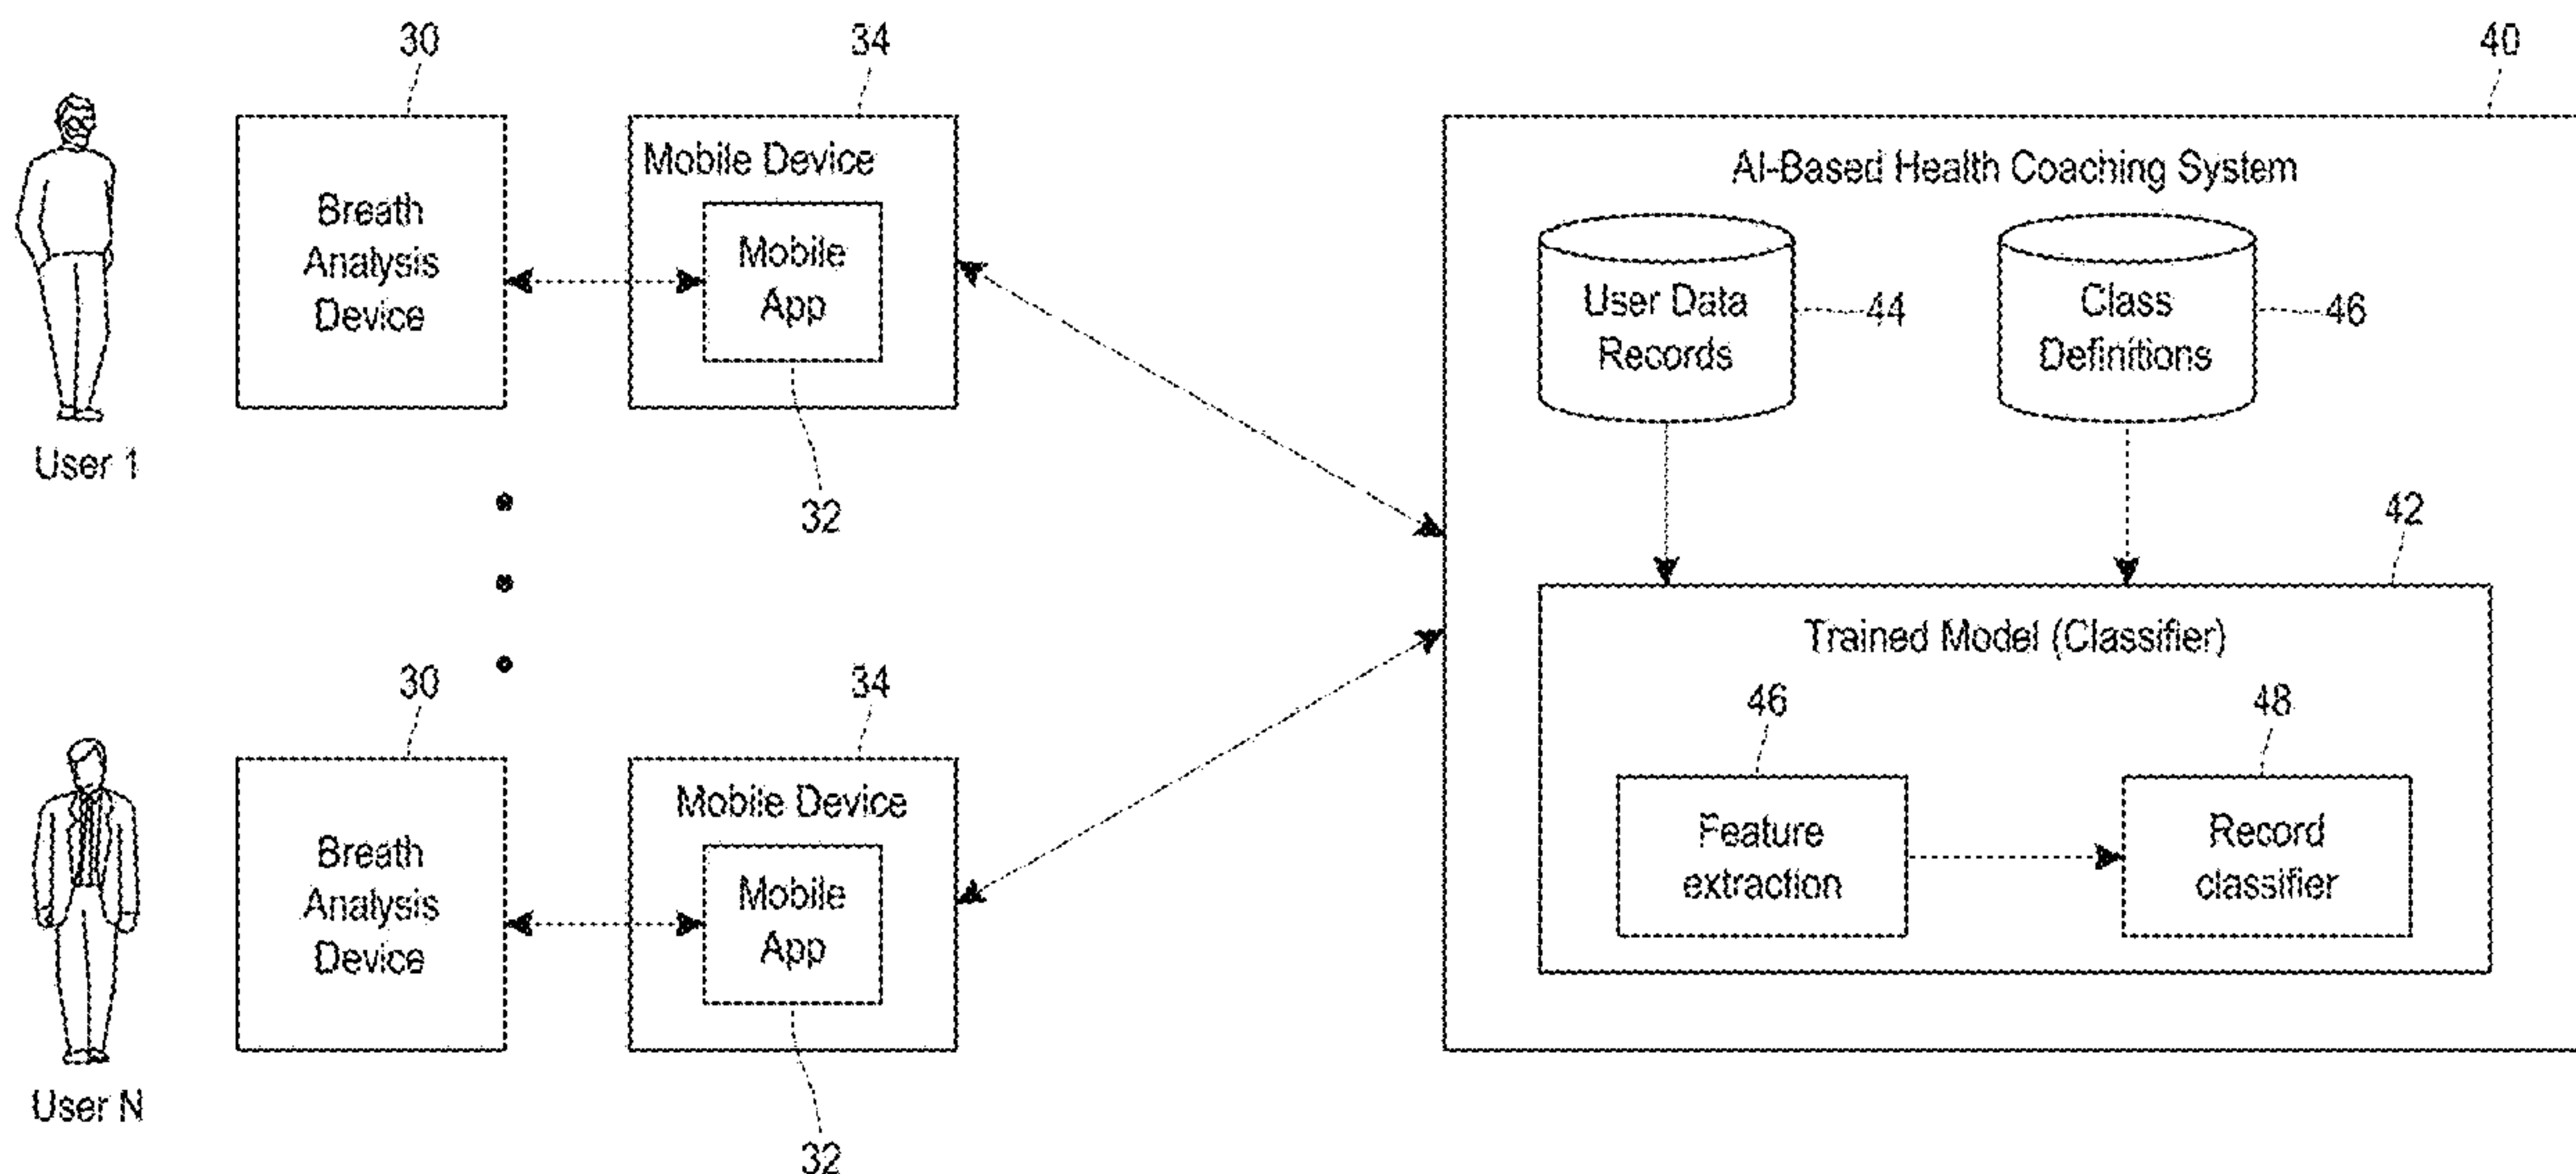 30
34
40
Breath
Analysis
Device
Mobile Device
Mobile
App
32
User 1
AI-Based Health Coaching System
User Data
Records
44
Class
Definitions
46
42
Trained Model (Classifier)
46
Feature
extraction
48
Record
classifier
30
34
Breath
Analysis
Device
Mobile Device
Mobile
App
32
User N